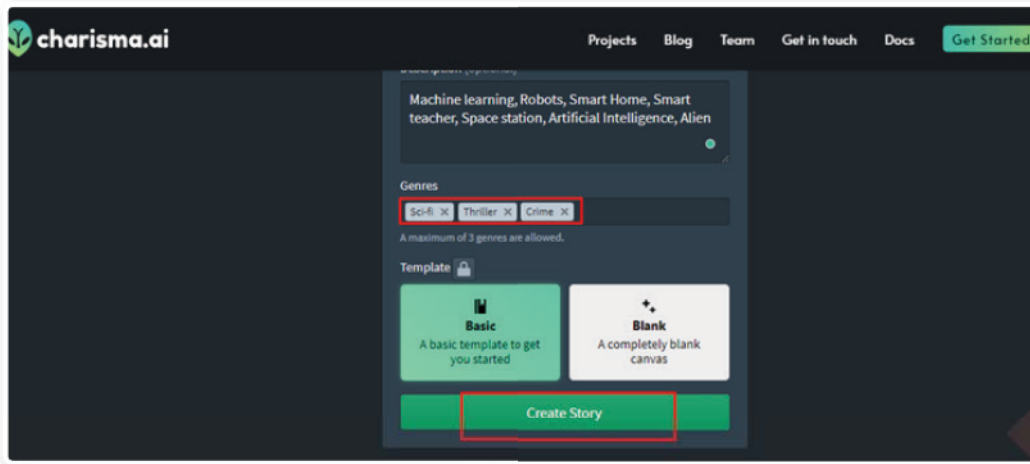 charisma.ai
Projects Blog Team Get in touch Docs Get Started
Description (optional)
Machine learning, Robots, Smart Home, Smart
teacher, Space station, Artificial Intelligence, Alien
Genres
Sci-fi × Thriller × Crime ×
A maximum of 3 genres are allowed.
Template
Basic
A basic template to get
you started
Blank
A completely blank
canvas
Create Story